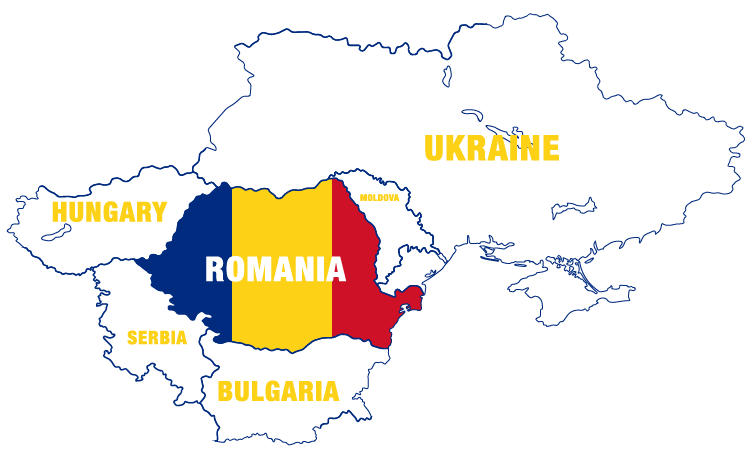 UKRAINE
MOLDOVA
HUNGARY
ROMANIA
SERBIA
BULGARIA